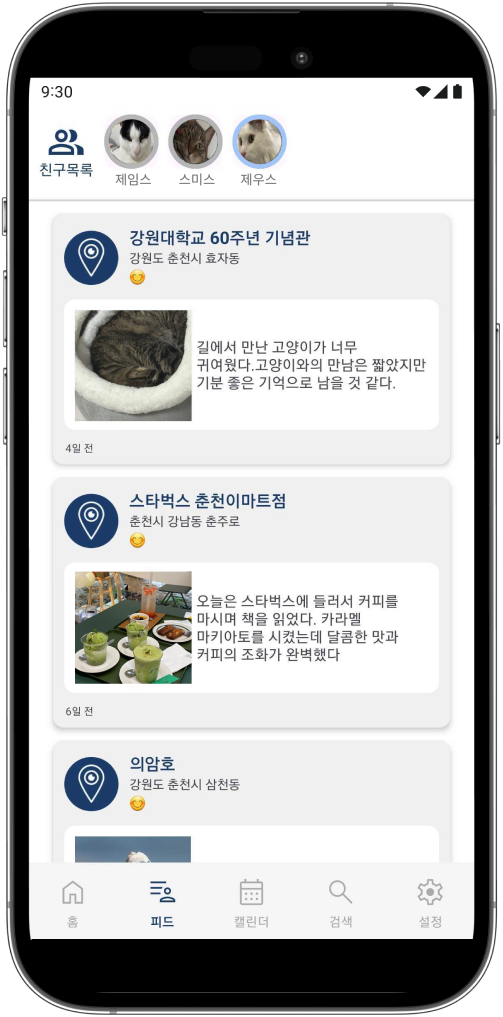 9:30
친구목록
제임스
스미스
제우스
강원대학교 60주년 기념관
강원도 춘천시 효자동
길에서 만난 고양이가 너무
귀여웠다.고양이와의 만남은 짧았지만
기분 좋은 기억으로 남을 것 같다.
4일 전
스타벅스 춘천이마트점
춘천시 강남동 춘주로
오늘은 스타벅스에 들러서 커피를
마시며 책을 읽었다. 카라멜
마키아토를 시켰는데 달콤한 맛과
커피의 조화가 완벽했다
6일 전
의암호
강원도 춘천시 삼천동
홈
피드
캘린더
검색
설정